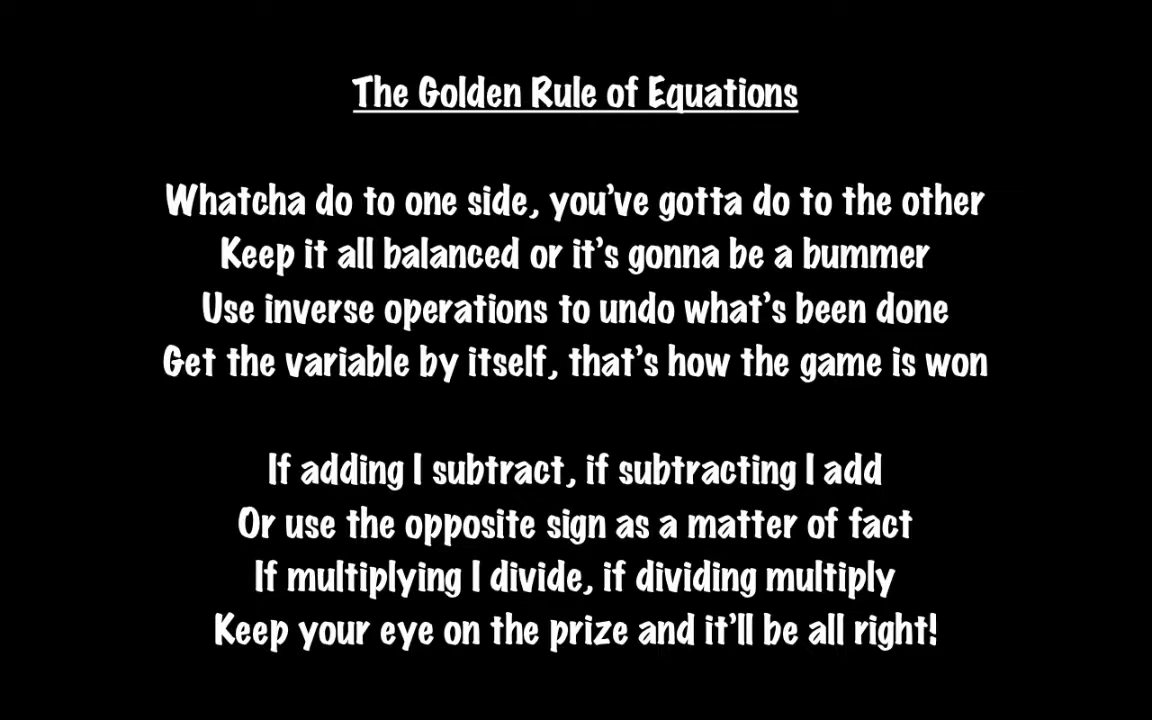 The Golden Rule of Equations
Whatcha do to one side, you've gotta do to the other
Keep it all balanced or it's gonna be a bummer
Use inverse operations to undo what's been done
Get the variable by itself, that's how the game is won
If adding I subtract, if subtracting I add
Or use the opposite sign as a matter of fact
If multiplying I divide, if dividing multiply
Keep your eye on the prize and it'll be all right!